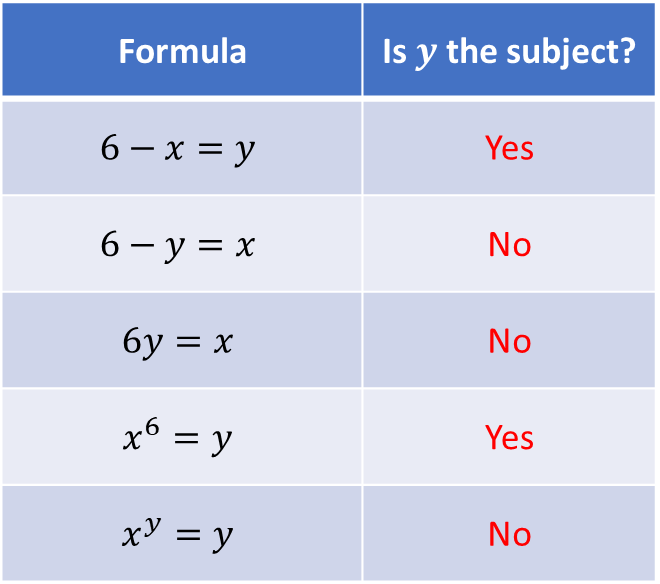 Formula Is y the subject?
6 − x = y Yes
6 − y = x No
6y = x No
x⁶ = y Yes
xʸ = y No